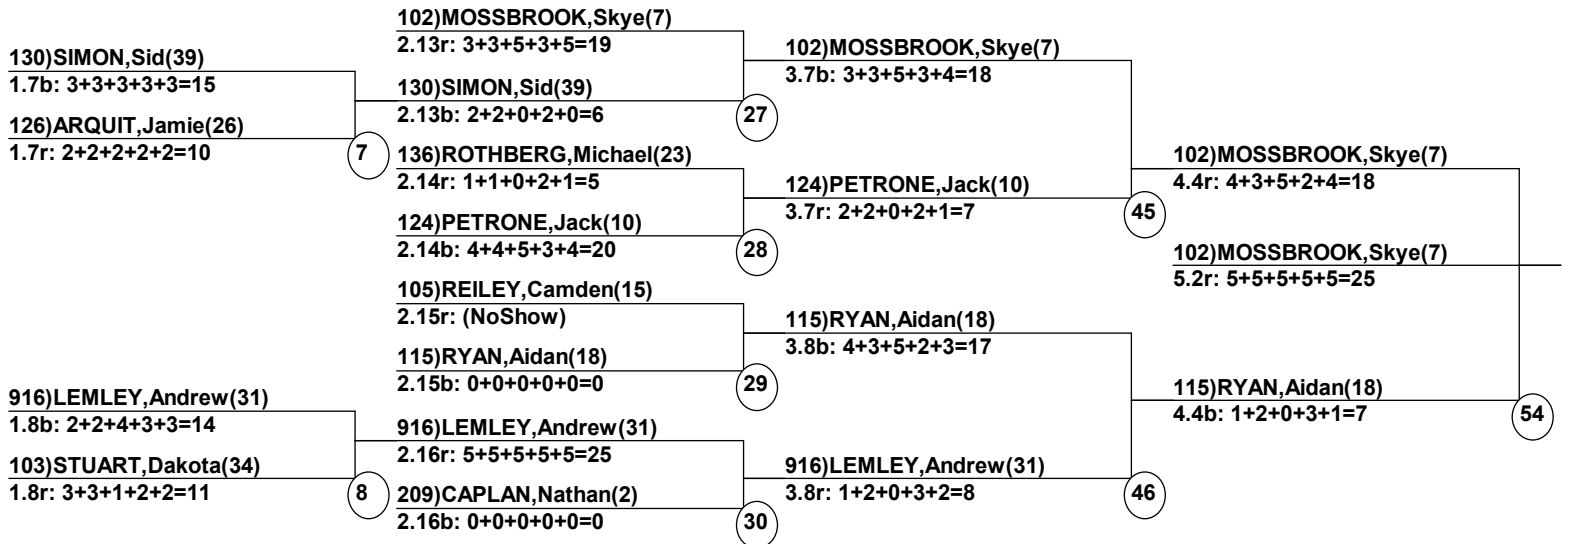 130)SIMON,Sid(39)
1.7b: 3+3+3+3+3=15
126)ARQUIT,Jamie(26)
1.7r: 2+2+2+2+2=10
7
916)LEMLEY,Andrew(31)
1.8b: 2+2+4+3+3=14
103)STUART,Dakota(34)
1.8r: 3+3+1+2+2=11
8
102)MOSSBROOK,Skye(7)
2.13r: 3+3+5+3+5=19
130)SIMON,Sid(39)
2.13b: 2+2+0+2+0=6
27
136)ROTHBERG,Michael(23)
2.14r: 1+1+0+2+1=5
124)PETRONE,Jack(10)
2.14b: 4+4+5+3+4=20
28
105)REILEY,Camden(15)
2.15r: (NoShow)
115)RYAN,Aidan(18)
2.15b: 0+0+0+0+0=0
29
916)LEMLEY,Andrew(31)
2.16r: 5+5+5+5+5=25
209)CAPLAN,Nathan(2)
2.16b: 0+0+0+0+0=0
30
102)MOSSBROOK,Skye(7)
3.7b: 3+3+5+3+4=18
124)PETRONE,Jack(10)
3.7r: 2+2+0+2+1=7
45
115)RYAN,Aidan(18)
3.8b: 4+3+5+2+3=17
916)LEMLEY,Andrew(31)
3.8r: 1+2+0+3+2=8
46
102)MOSSBROOK,Skye(7)
4.4r: 4+3+5+2+4=18
102)MOSSBROOK,Skye(7)
5.2r: 5+5+5+5+5=25
115)RYAN,Aidan(18)
4.4b: 1+2+0+3+1=7
54